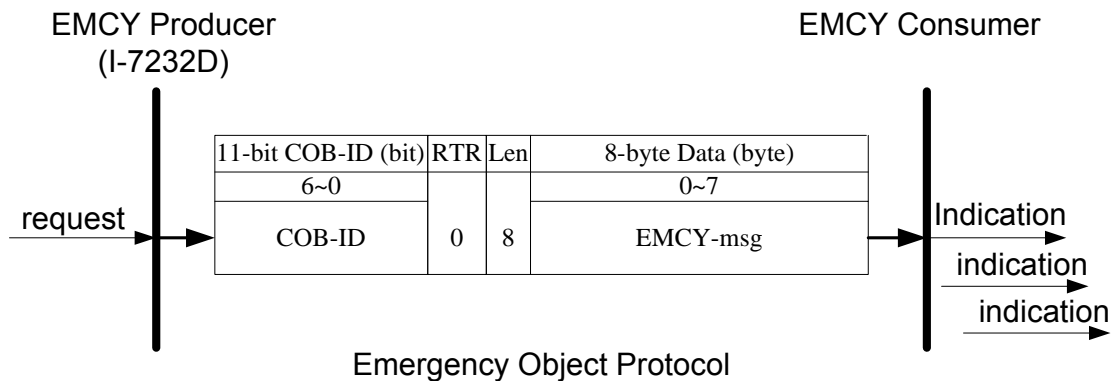 EMCY Producer
(I-7232D)
EMCY Consumer
11-bit COB-ID (bit) RTR Len 8-byte Data (byte)
6~0 0~7
request
COB-ID 0 8 EMCY-msg
Indication
indication
indication
Emergency Object Protocol